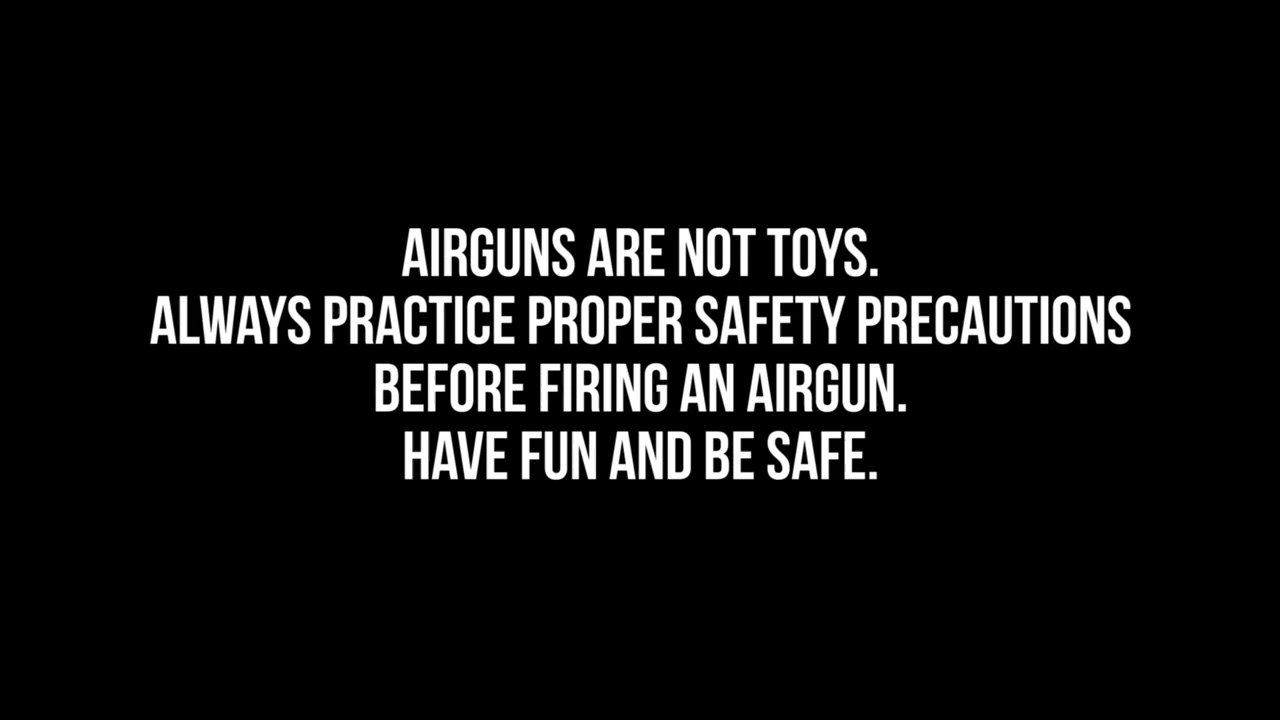 AIRGUNS ARE NOT TOYS.
ALWAYS PRACTICE PROPER SAFETY PRECAUTIONS
BEFORE FIRING AN AIRGUN.
HAVE FUN AND BE SAFE.